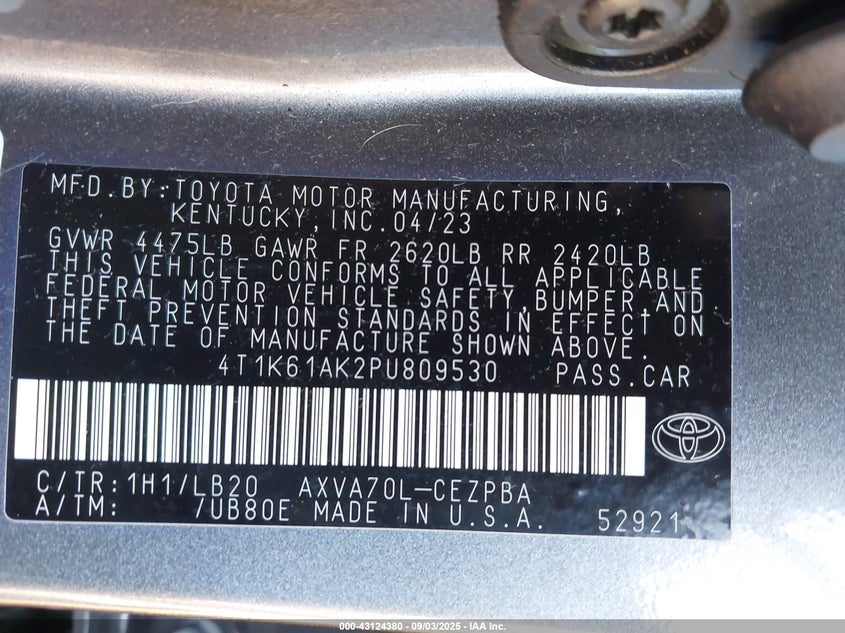 MFD. BY: TOYOTA MOTOR MANUFACTURING,
KENTUCKY, INC. 04/23
GVWR 4475LB GAWR FR 2620LB RR 2420LB
THIS VEHICLE CONFORMS TO ALL APPLICABLE
FEDERAL MOTOR VEHICLE SAFETY, BUMPER, AND
THEFT PREVENTION STANDARDS IN EFFECT ON
THE DATE OF MANUFACTURE SHOWN ABOVE.
4T1K61AK2PU809530 PASS. CAR
C/TR: 1H1/LB20 AXVA70L-CEZPBA
A/TM: /UB80E MADE IN U.S.A. 52921
000-43124380 - 09/03/2025 - IAA Inc.